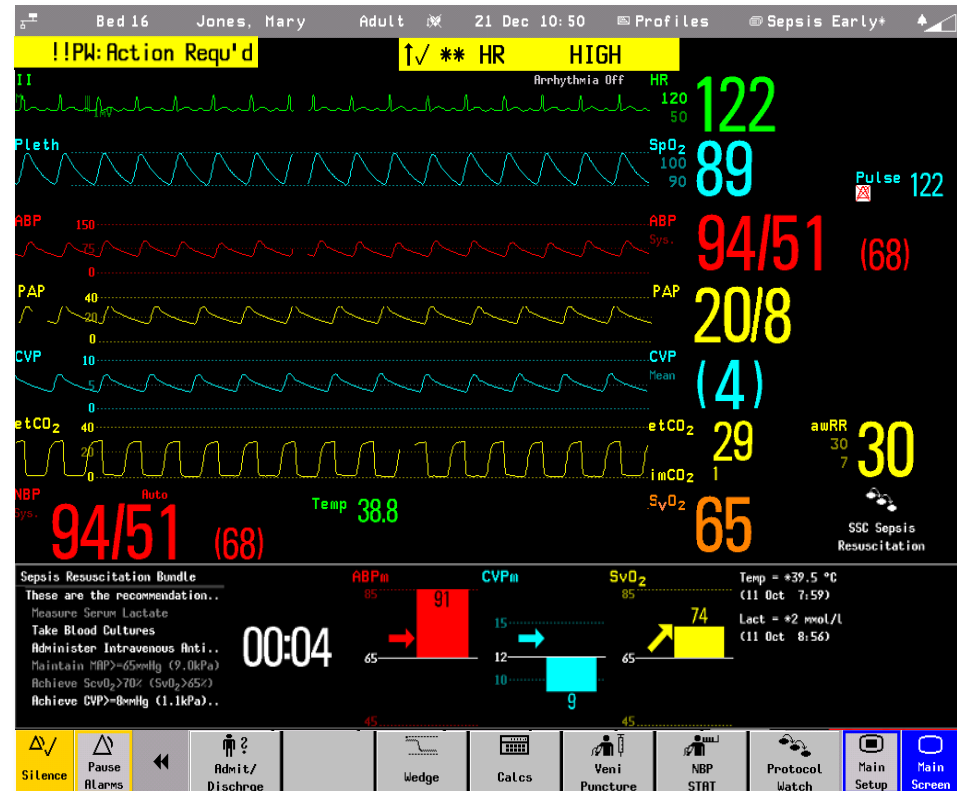 Bed 16 Jones, Mary Adult 21 Dec 10:50 Profiles Sepsis Early*
!!PW:Action Requ'd
↑√ ** HR HIGH
II
Arrhythmia Off
HR
120
50
122
1mV
Pleth
SpO₂
100
90
89
Pulse
122
ABP
150
75
0
ABP
Sys.
94/51 (68)
PAP
40
20
0
PAP
20/8
CVP
10
5
0
CVP
Mean
(4)
etCO₂
40
20
0
etCO₂
29
imCO₂
1
awRR
30
7
30
NBP
Auto
Sys.
94/51 (68)
Temp 38.8
SvO₂
65
SSC Sepsis
Resuscitation
Sepsis Resuscitation Bundle
These are the recommendation..
Measure Serum Lactate
Take Blood Cultures
Administer Intravenous Anti..
Maintain MAP>=65mmHg (9.0kPa)
Achieve ScvO₂>70% (SvO₂>65%)
Achieve CVP>=8mmHg (1.1kPa)..
00:04
ABPm
85
91
65
45
CVPm
15
12
10
9
SvO₂
85
74
65
45
Temp = *39.5 °C
(11 Oct 7:59)
Lact = *2 mmol/l
(11 Oct 8:56)
Silence
Pause
Alarms
Admit/
Dischrge
Wedge
Calcs
Veni
Puncture
NBP
STAT
Protocol
Watch
Main
Setup
Main
Screen